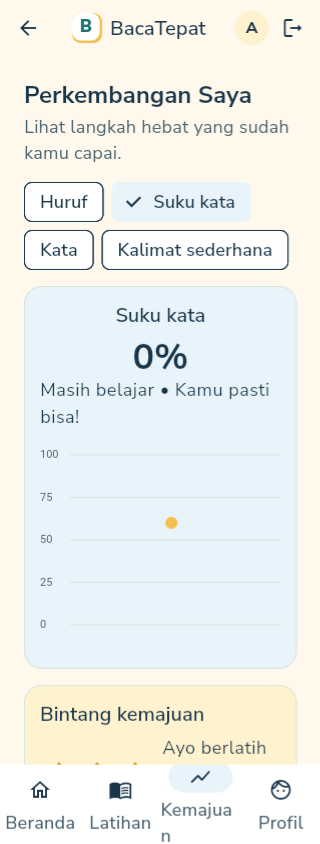 B BacaTepat A
Perkembangan Saya
Lihat langkah hebat yang sudah
kamu capai.
Huruf Suku kata
Kata Kalimat sederhana
Suku kata
0%
Masih belajar • Kamu pasti
bisa!
100
75
50
25
0
Bintang kemajuan
Ayo berlatih
Beranda Latihan Kemajua
n Profil